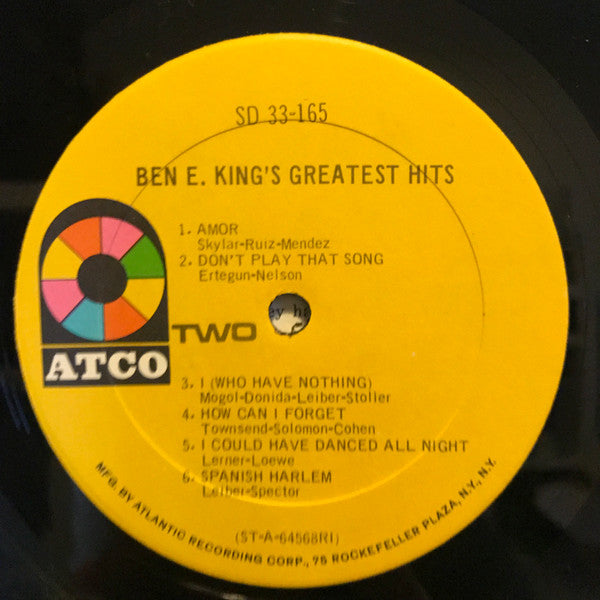 SD 33-165
BEN E. KING'S GREATEST HITS
1. AMOR
Skylar-Ruiz-Mendez
2. DON'T PLAY THAT SONG
Ertegun-Nelson
TWO
ATCO
3. I (WHO HAVE NOTHING)
Mogol-Donida-Leiber-Stoller
4. HOW CAN I FORGET
Townsend-Solomon-Cohen
5. I COULD HAVE DANCED ALL NIGHT
Lerner-Loewe
6. SPANISH HARLEM
Leiber-Spector
(ST-A-64568RI)
MFG. BY ATLANTIC RECORDING CORP., 75 ROCKEFELLER PLAZA, N.Y., N.Y.